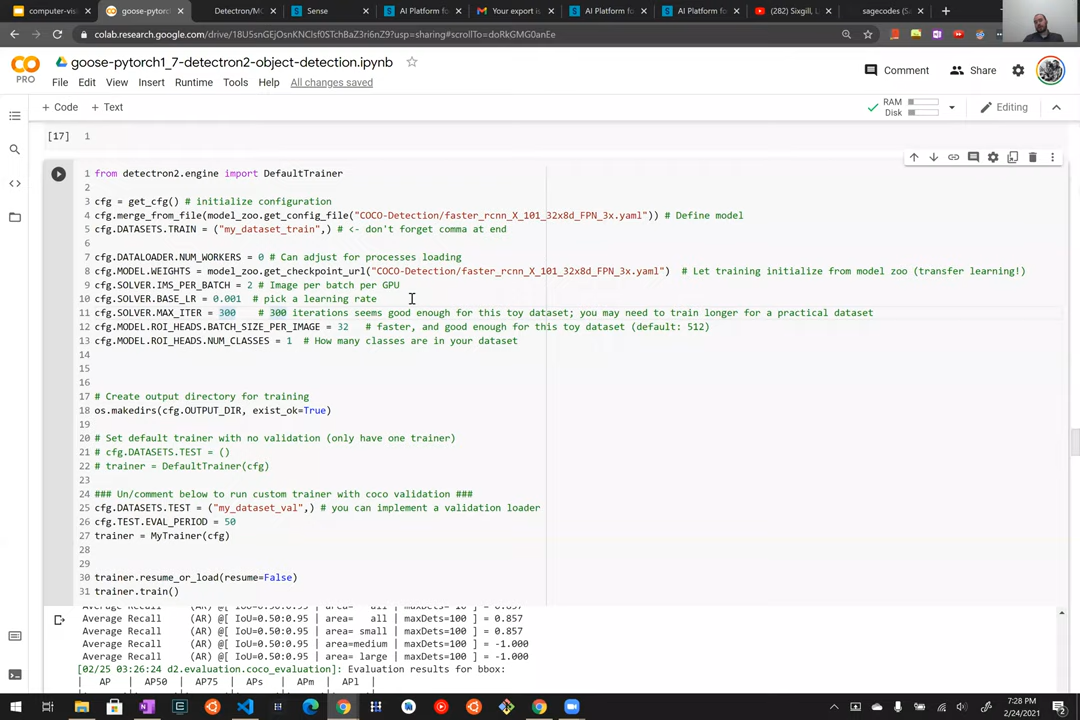 computer-vis
goose-pytorch1
Detectron/MO
Sense
AI Platform fo
M Your export is
AI Platform fo
AI Platform fo
(282) Sixgill, L
sagecodes (Sa
colab.research.google.com/drive/
goose-pytorch1_7-detectron2-object-detection.ipynb
File Edit View Insert Runtime Tools Help All changes saved
Comment Share
CO PRO
+ Code + Text
RAM
Disk
Editing
[17] 1
1 from detectron2.engine import DefaultTrainer
2
3 cfg = get_cfg() # initialize configuration
4 cfg.merge_from_file(model_zoo.get_config_file("COCO-Detection/faster_rcnn_X_101_32x8d_FPN_3x.yaml")) # Define model
5 cfg.DATASETS.TRAIN = ("my_dataset_train",) # <- don't forget comma at end
6
7 cfg.DATALOADER.NUM_WORKERS = 0 # Can adjust for processes loading
8 cfg.MODEL.WEIGHTS = model_zoo.get_checkpoint_url("COCO-Detection/faster_rcnn_X_101_32x8d_FPN_3x.yaml") # Let training initialize from model zoo (transfer learning!)
9 cfg.SOLVER.IMS_PER_BATCH = 2 # Image per batch per GPU
10 cfg.SOLVER.BASE_LR = 0.001 # pick a learning rate
11 cfg.SOLVER.MAX_ITER = 300 # 300 iterations seems good enough for this toy dataset; you may need to train longer for a practical dataset
12 cfg.MODEL.ROI_HEADS.BATCH_SIZE_PER_IMAGE = 32 # faster, and good enough for this toy dataset (default: 512)
13 cfg.MODEL.ROI_HEADS.NUM_CLASSES = 1 # How many classes are in your dataset
14
15
16
17 # Create output directory for training
18 os.makedirs(cfg.OUTPUT_DIR, exist_ok=True)
19
20 # Set default trainer with no validation (only have one trainer)
21 # cfg.DATASETS.TEST = ()
22 # trainer = DefaultTrainer(cfg)
23
24 ### Un/comment below to run custom trainer with coco validation ###
25 cfg.DATASETS.TEST = ("my_dataset_val",) # you can implement a validation loader
26 cfg.TEST.EVAL_PERIOD = 50
27 trainer = MyTrainer(cfg)
28
29
30 trainer.resume_or_load(resume=False)
31 trainer.train()
Average Recall (AR) @[ IoU=0.50:0.95 | area= all | maxDets= 10 ] = 0.857
Average Recall (AR) @[ IoU=0.50:0.95 | area= all | maxDets=100 ] = 0.857
Average Recall (AR) @[ IoU=0.50:0.95 | area= small | maxDets=100 ] = 0.857
Average Recall (AR) @[ IoU=0.50:0.95 | area=medium | maxDets=100 ] = -1.000
Average Recall (AR) @[ IoU=0.50:0.95 | area= large | maxDets=100 ] = -1.000
[02/25 03:26:24 d2.evaluation.coco_evaluation]: Evaluation results for bbox:
| AP | AP50 | AP75 | APs | APm | APl |
7:28 PM
2/24/2021